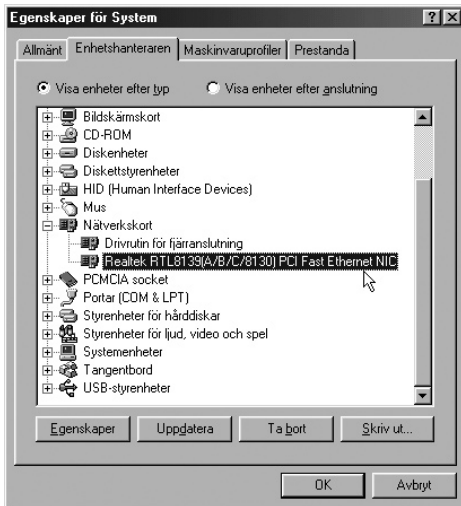 Egenskaper för System
Allmänt Enhetshanteraren Maskinvaruprofiler Prestanda
Visa enheter efter typ Visa enheter efter anslutning
Bildskärmskort
CD-ROM
Diskenheter
Diskettstyrenheter
HID (Human Interface Devices)
Mus
Nätverkskort
Drivrutin för fjärranslutning
Realtek RTL8139(A/B/C/8130) PCI Fast Ethernet NIC
PCMCIA socket
Portar (COM & LPT)
Styrenheter för hårddiskar
Styrenheter för ljud, video och spel
Systemenheter
Tangentbord
USB-styrenheter
Egenskaper Uppdatera Ta bort Skriv ut...
OK Avbryt